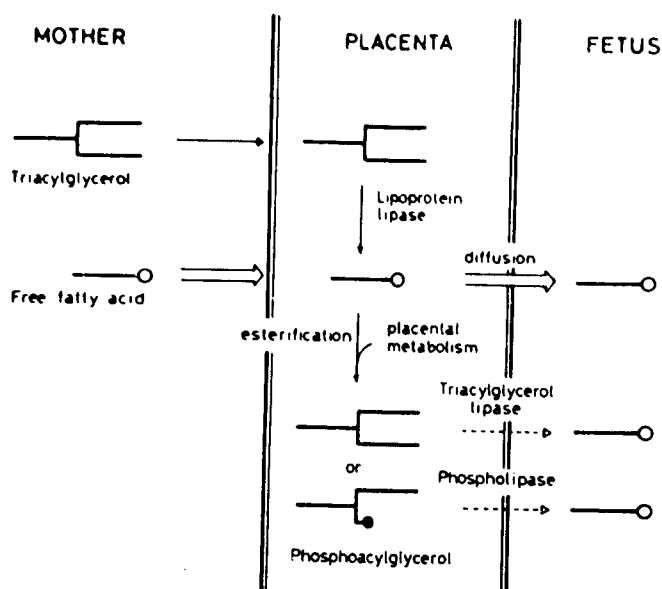 MOTHER
PLACENTA
FETUS
Triacylglycerol
Lipoprotein
lipase
diffusion
Free fatty acid
esterification
placental
metabolism
Triacylglycerol
lipase
or
Phospholipase
Phosphoacylglycerol